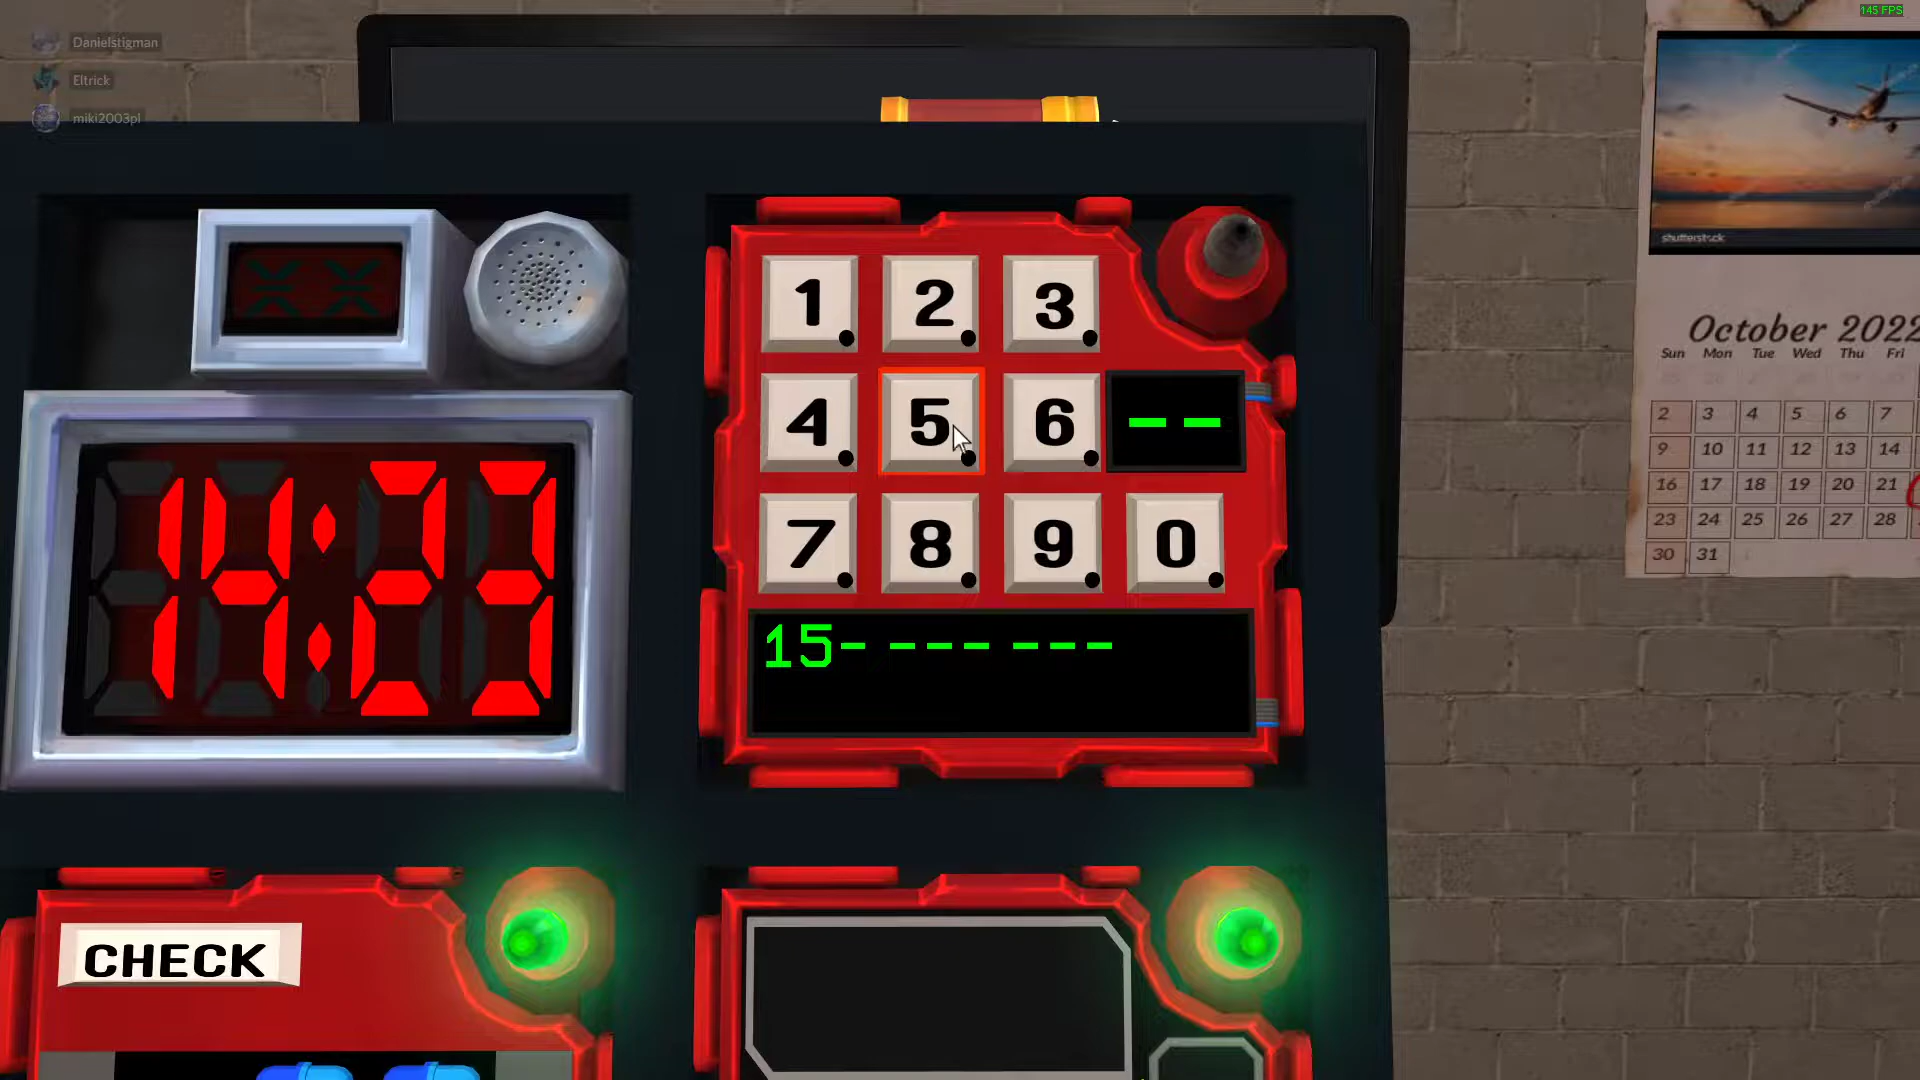 145 FPS
Danielstigman
Eltrick
miki2003pl
14:23
1 2 3
4 5 6 --
7 8 9 0
15- --- ---
CHECK
shutterstock
October 2022
Sun Mon Tue Wed Thu Fri
2 3 4 5 6 7
9 10 11 12 13 14
16 17 18 19 20 21
23 24 25 26 27 28
30 31